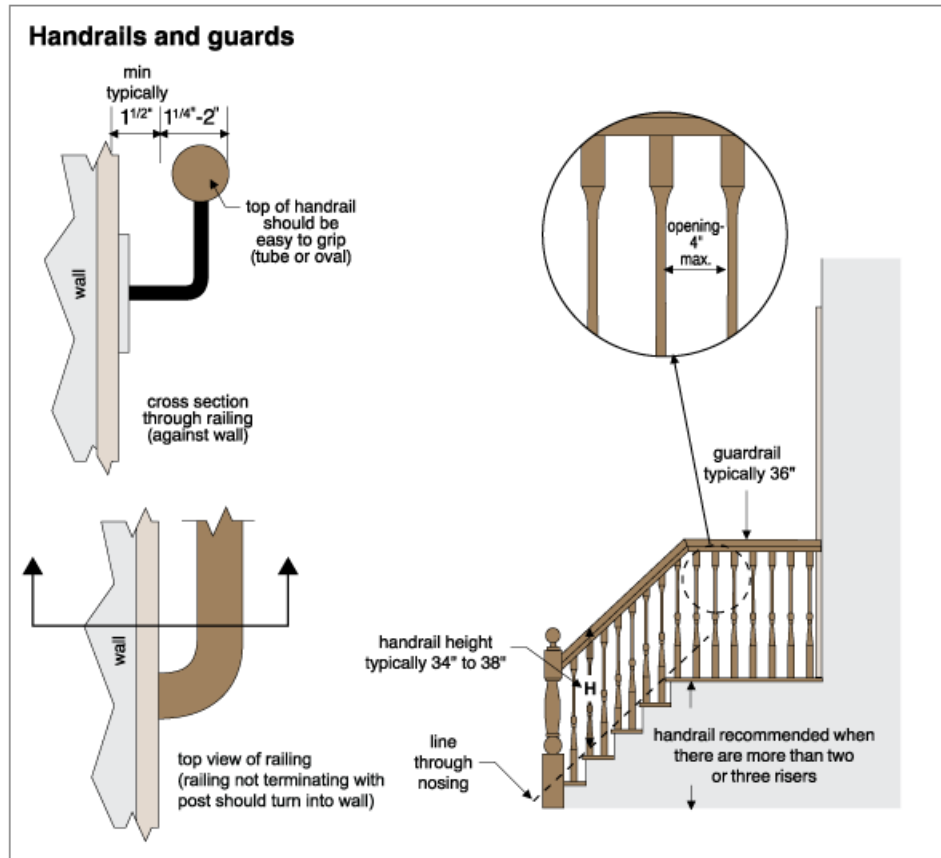 Handrails and guards
min
typically
1 1/2" 1 1/4"-2"
top of handrail
should be
easy to grip
(tube or oval)
wall
cross section
through railing
(against wall)
opening-
4"
max.
guardrail
typically 36"
wall
top view of railing
(railing not terminating with
post should turn into wall)
handrail height
typically 34" to 38"
H
line
through
nosing
handrail recommended when
there are more than two
or three risers